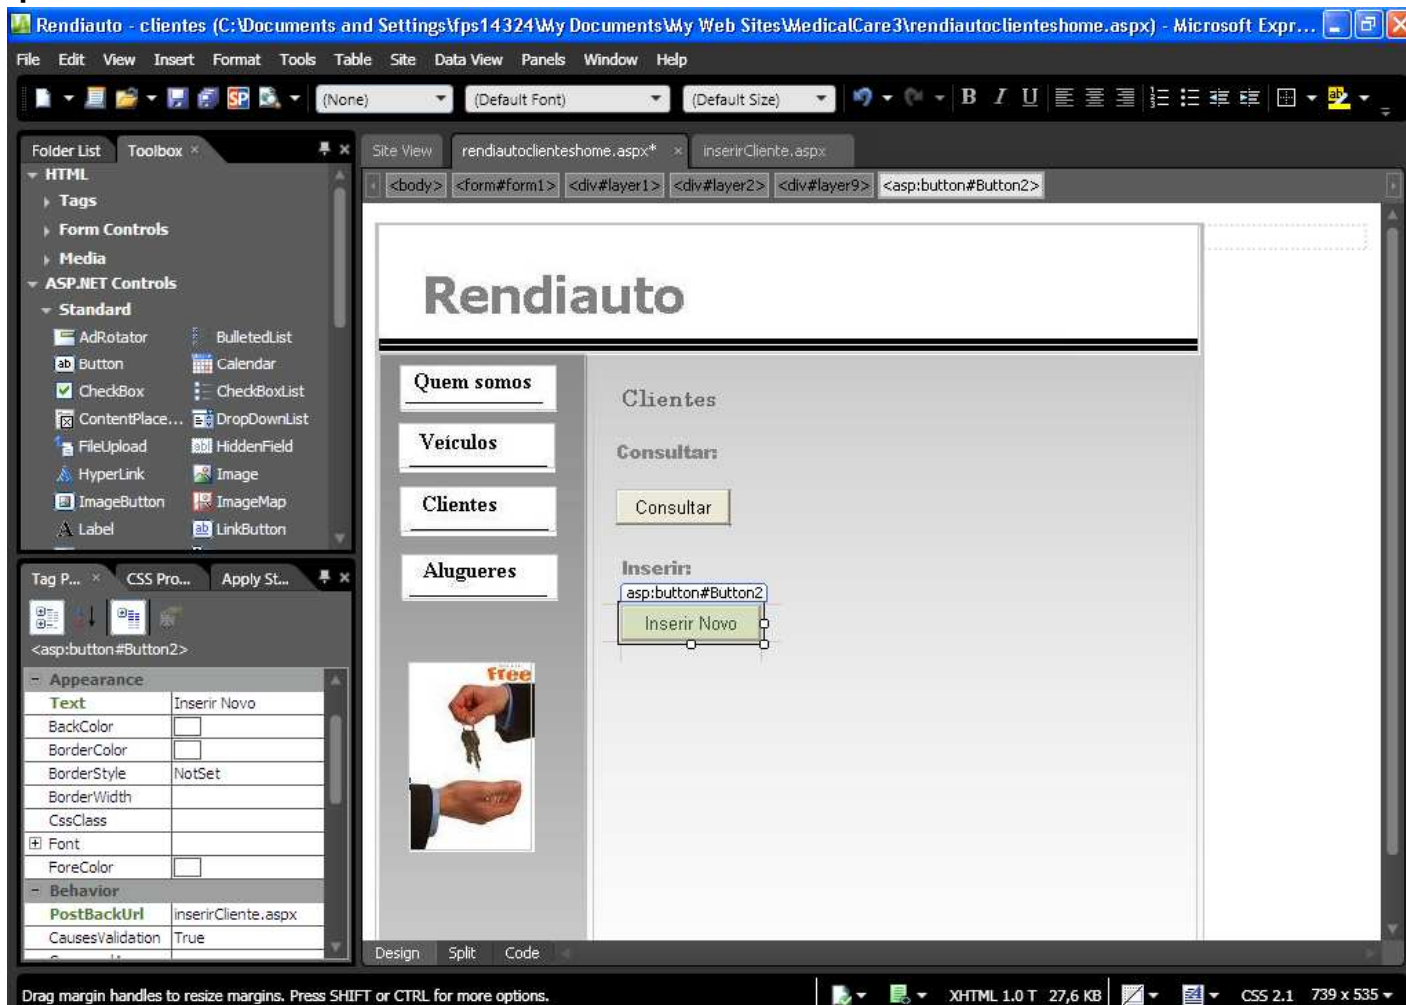 Rendiauto - clientes (C:\Documents and Settings\fps14324\My Documents\My Web Sites\MedicalCare3\rendiautoclienteshome.aspx) - Microsoft Expr...
File Edit View Insert Format Tools Table Site Data View Panels Window Help
(None) (Default Font) (Default Size) B I U
Folder List Toolbox
HTML
Tags
Form Controls
Media
ASP.NET Controls
Standard
AdRotator BulletedList
Button Calendar
CheckBox CheckBoxList
ContentPlace... DropDownList
FileUpload HiddenField
HyperLink Image
ImageButton ImageMap
Label LinkButton
Tag P... CSS Pro... Apply St...
<asp:button#Button2>
Appearance
Text Inserir Novo
BackColor
BorderColor
BorderStyle NotSet
BorderWidth
CssClass
Font
ForeColor
Behavior
PostBackUrl inserirCliente.aspx
CausesValidation True
Site View rendiautoclienteshome.aspx* inserirCliente.aspx
<body> <form#form1> <div#layer1> <div#layer2> <div#layer9> <asp:button#Button2>
Rendiauto
Quem somos
Veículos
Clientes
Alugueres
Free
Clientes
Consultar:
Consultar
Inserir:
asp:button#Button2
Inserir Novo
Design Split Code
Drag margin handles to resize margins. Press SHIFT or CTRL for more options.
XHTML 1.0 T 27,6 KB CSS 2.1 739 x 535